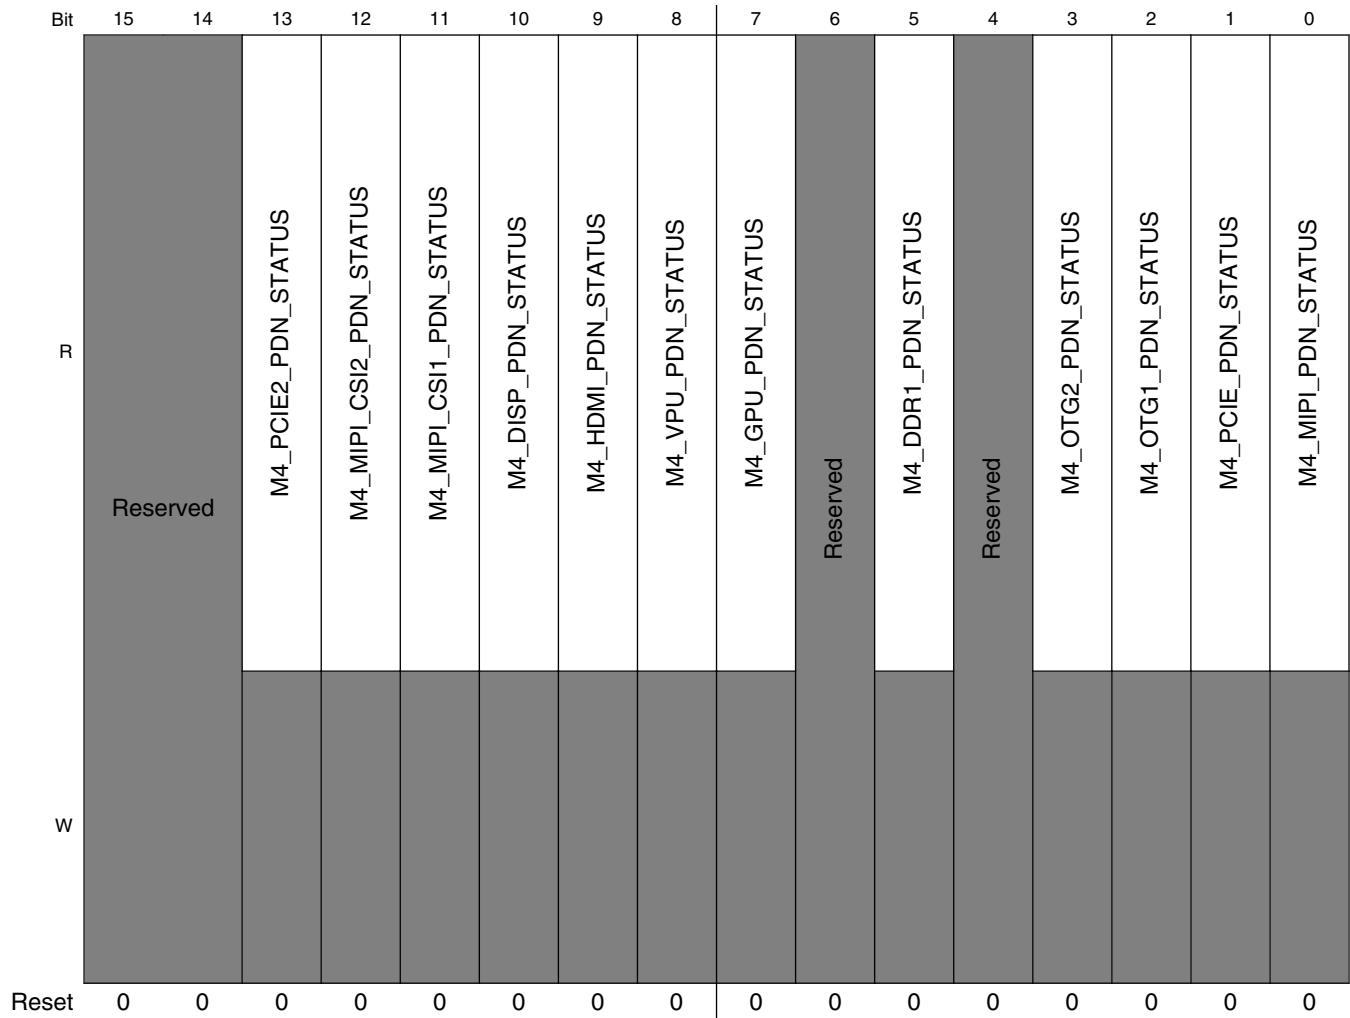 Bit 15 14 13 12 11 10 9 8 7 6 5 4 3 2 1 0
R
Reserved
M4_PCIE2_PDN_STATUS
M4_MIPI_CSI2_PDN_STATUS
M4_MIPI_CSI1_PDN_STATUS
M4_DISP_PDN_STATUS
M4_HDMI_PDN_STATUS
M4_VPU_PDN_STATUS
M4_GPU_PDN_STATUS
Reserved
M4_DDR1_PDN_STATUS
Reserved
M4_OTG2_PDN_STATUS
M4_OTG1_PDN_STATUS
M4_PCIE_PDN_STATUS
M4_MIPI_PDN_STATUS
W
Reset 0 0 0 0 0 0 0 0 0 0 0 0 0 0 0 0